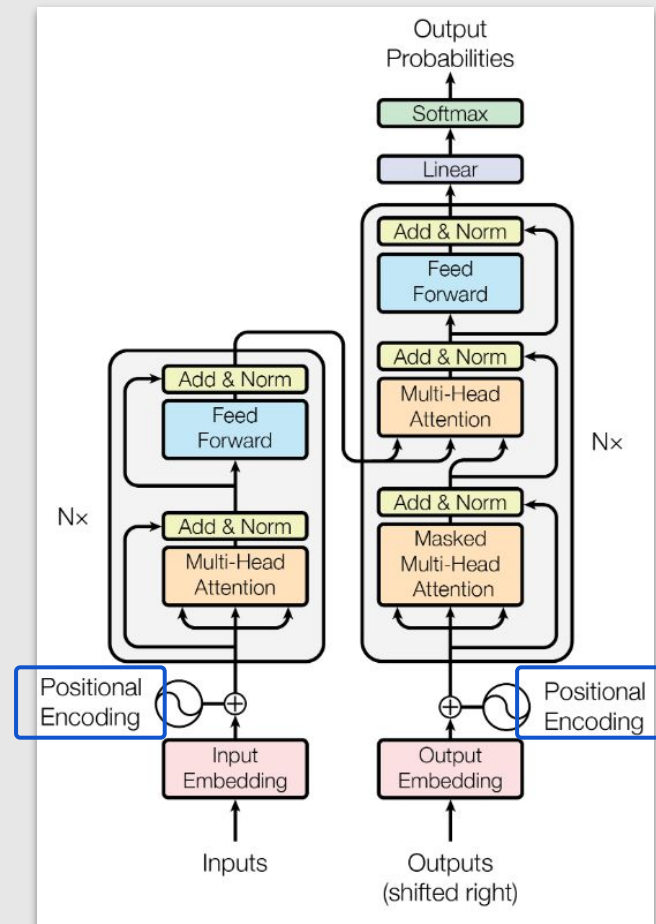 Output
Probabilities
Softmax
Linear
Add & Norm
Feed
Forward
Add & Norm
Multi-Head
Attention
Add & Norm
Masked
Multi-Head
Attention
Nx
Add & Norm
Feed
Forward
Add & Norm
Multi-Head
Attention
Nx
Positional
Encoding
Positional
Encoding
Input
Embedding
Output
Embedding
Inputs
Outputs
(shifted right)